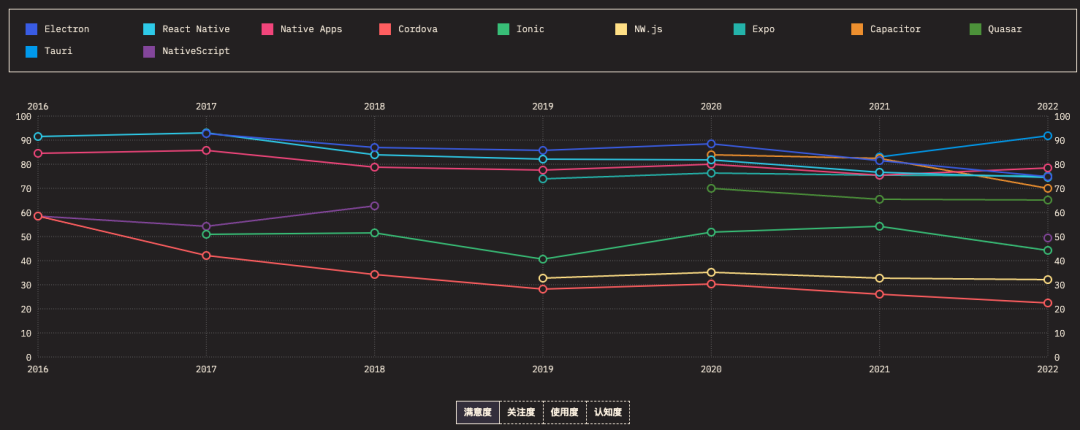 Electron React Native Native Apps Cordova Ionic NW.js Expo Capacitor Quasar
Tauri NativeScript
2016 2017 2018 2019 2020 2021 2022
100 100
90 90
80 80
70 70
60 60
50 50
40 40
30 30
20 20
10 10
0 0
2016 2017 2018 2019 2020 2021 2022
满意度 关注度 使用度 认知度